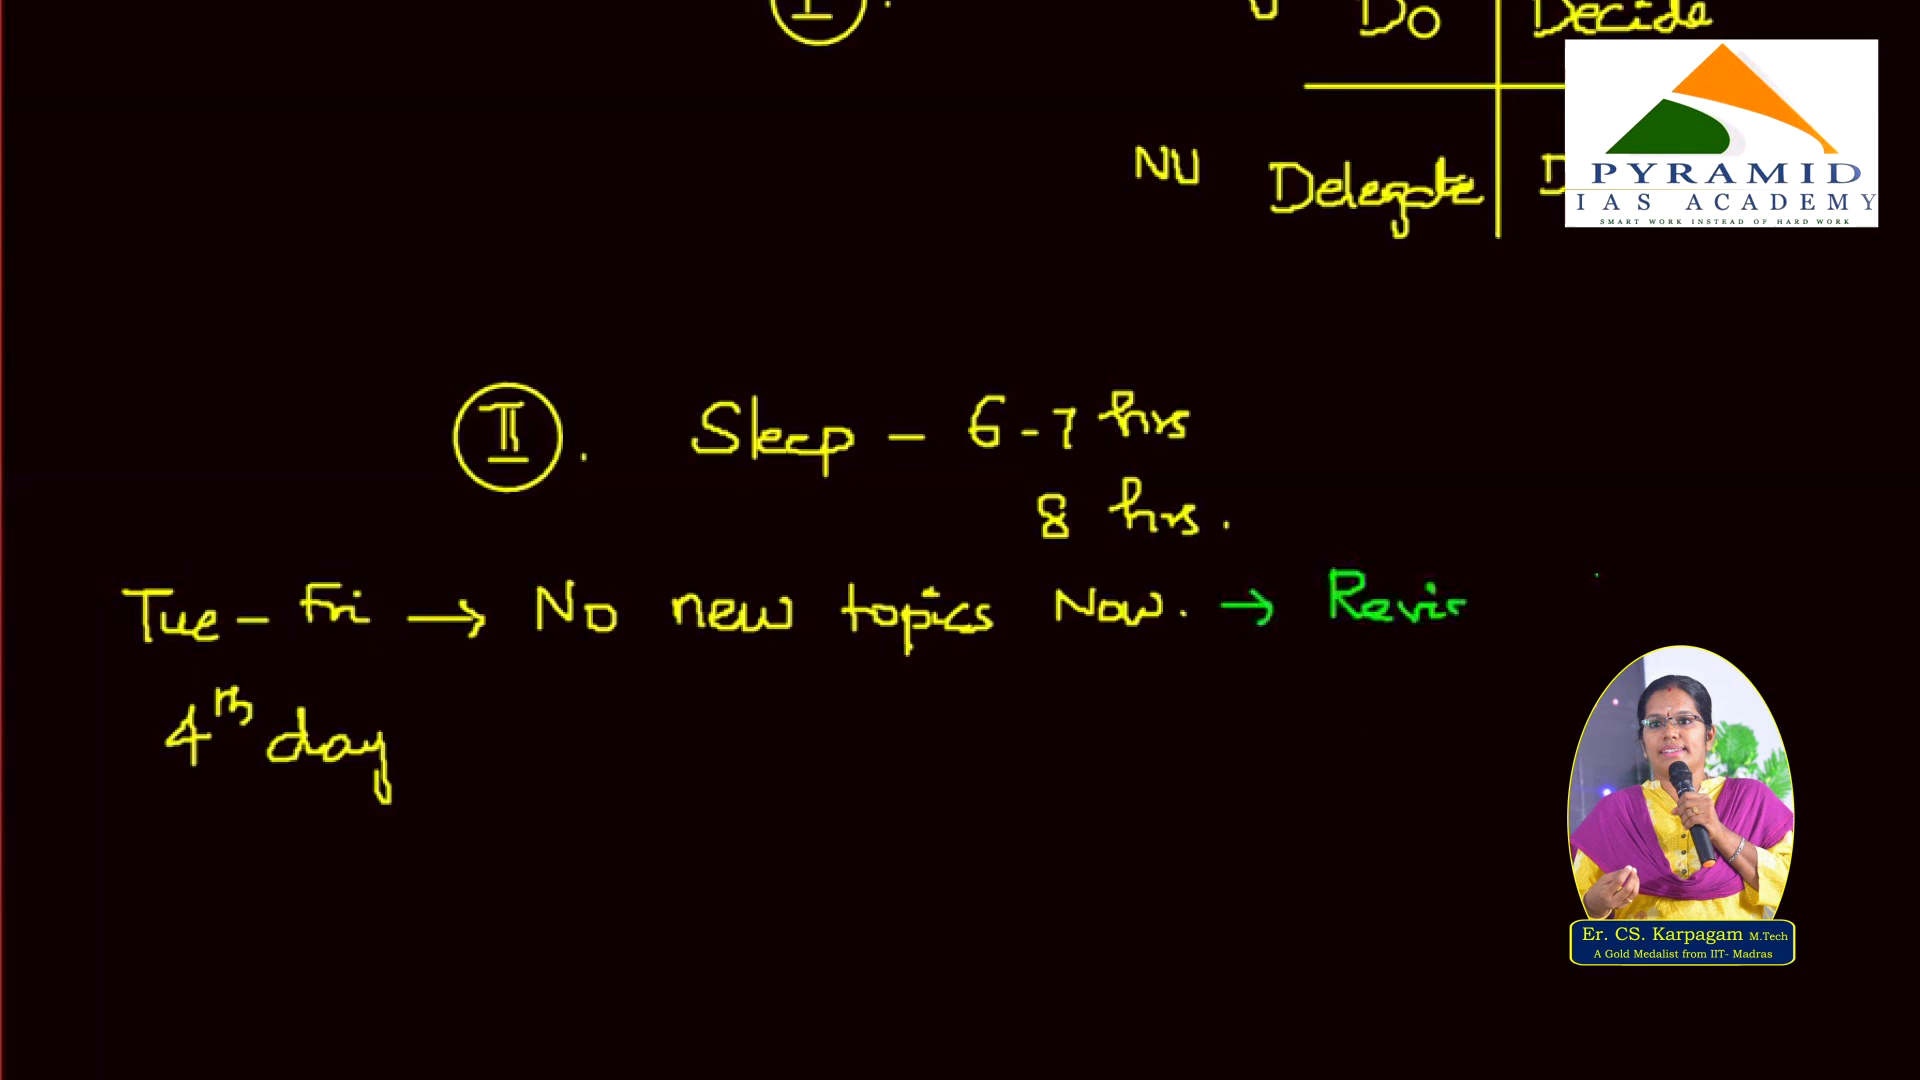 I.
Do Decide
NU Delegate D
PYRAMID
IAS ACADEMY
SMART WORK INSTEAD OF HARD WORK
II. Sleep - 6-7 hrs
8 hrs.
Tue - Fri → No new topics Now. → Revis
4th day
Er. CS. Karpagam M.Tech
A Gold Medalist from IIT- Madras